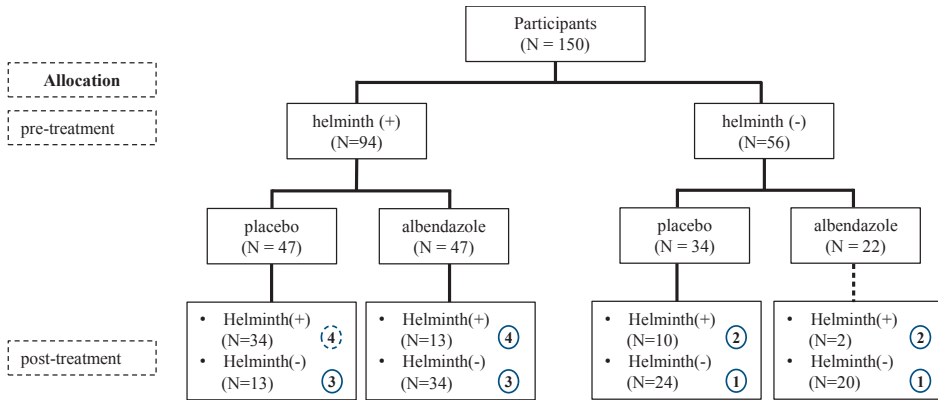 Participants
(N = 150)
Allocation
pre-treatment
helminth (+)
(N=94)
helminth (-)
(N=56)
placebo
(N = 47)
albendazole
(N = 47)
placebo
(N = 34)
albendazole
(N = 22)
post-treatment
• Helminth(+)
(N=34) 4
• Helminth(-)
(N=13) 3
• Helminth(+)
(N=13) 4
• Helminth(-)
(N=34) 3
• Helminth(+)
(N=10) 2
• Helminth(-)
(N=24) 1
• Helminth(+)
(N=2) 2
• Helminth(-)
(N=20) 1